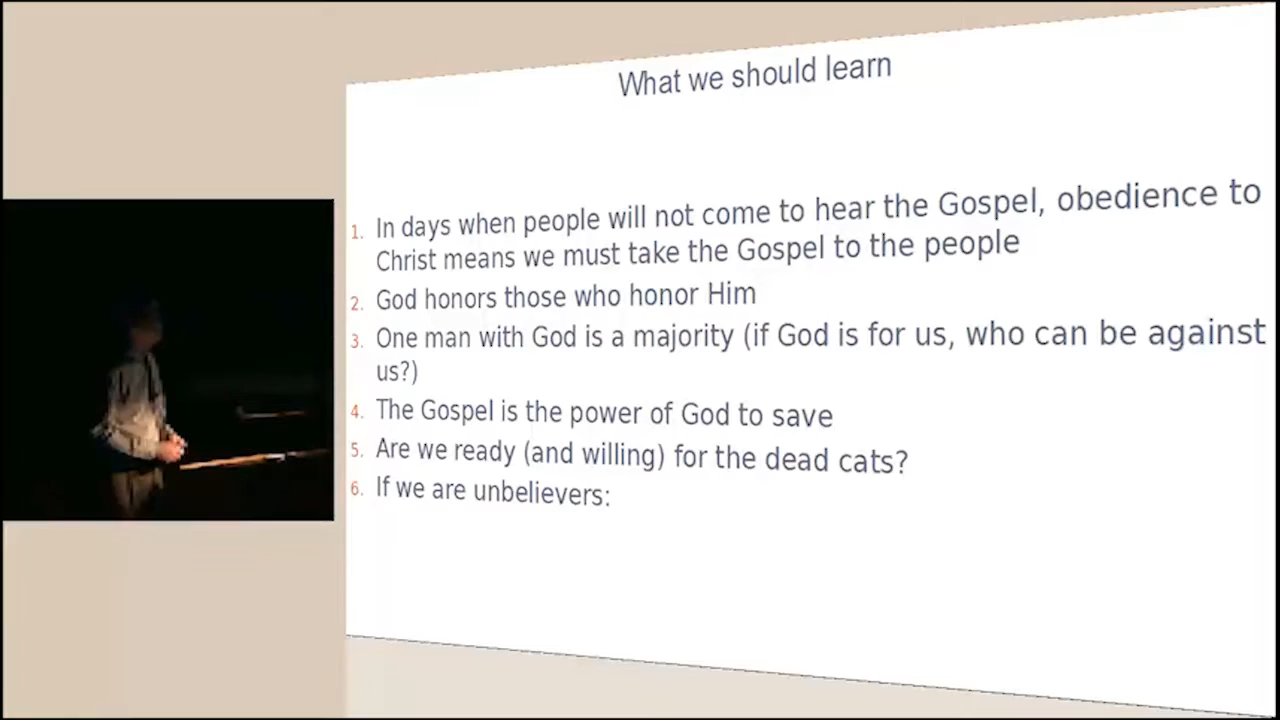 What we should learn
1. In days when people will not come to hear the Gospel, obedience to
Christ means we must take the Gospel to the people
2. God honors those who honor Him
3. One man with God is a majority (if God is for us, who can be against
us?)
4. The Gospel is the power of God to save
5. Are we ready (and willing) for the dead cats?
6. If we are unbelievers: